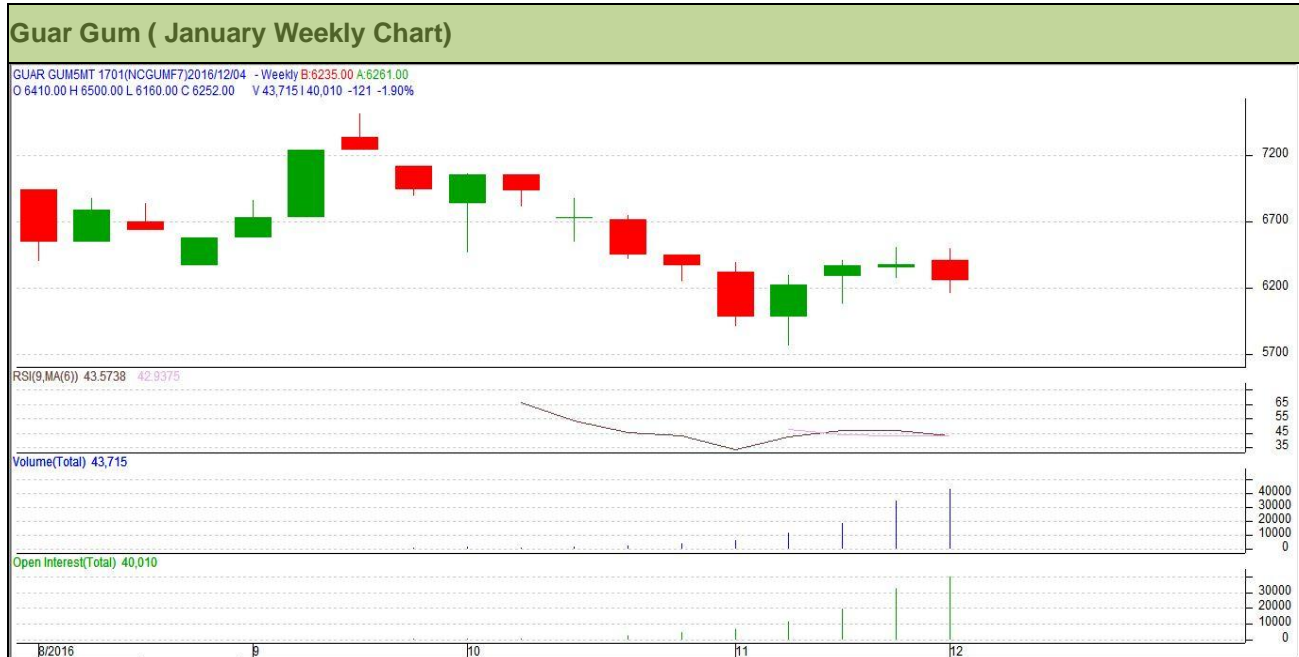 Guar Gum ( January Weekly Chart)
GUAR GUM5MT 1701(NCGUMF7)2016/12/04 - Weekly B:6235.00 A:6261.00
O 6410.00 H 6500.00 L 6160.00 C 6252.00 V 43,715 I 40,010 -121 -1.90%
7200
6700
6200
5700
RSI(9,MA(6)) 43.5738 42.9375
65
55
45
35
Volume(Total) 43,715
40000
30000
20000
10000
0
Open Interest(Total) 40,010
30000
20000
10000
0
8/2016 9 10 11 12